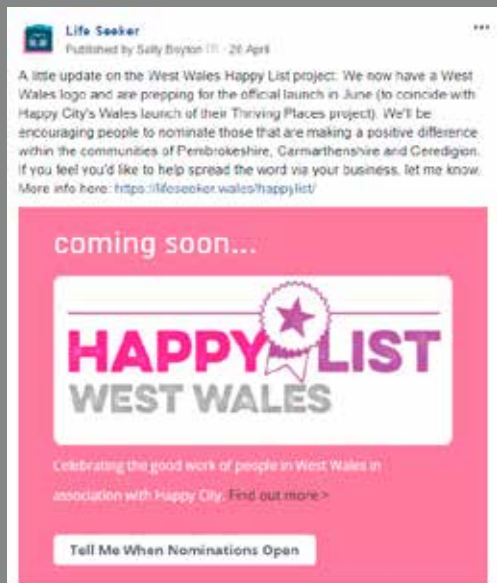 Life Seeker
Published by Sally Boyton · 26 April
A little update on the West Wales Happy List project: We now have a West
Wales logo and are prepping for the official launch in June (to coincide with
Happy City's Wales launch of their Thriving Places project). We'll be
encouraging people to nominate those that are making a positive difference
within the communities of Pembrokeshire, Carmarthenshire and Ceredigion.
If you feel you'd like to help spread the word via your business, let me know.
More info here: https://lifeseeker.wales/happylist/
coming soon...
HAPPY LIST
WEST WALES
Celebrating the good work of people in West Wales in
association with Happy City. Find out more >
Tell Me When Nominations Open